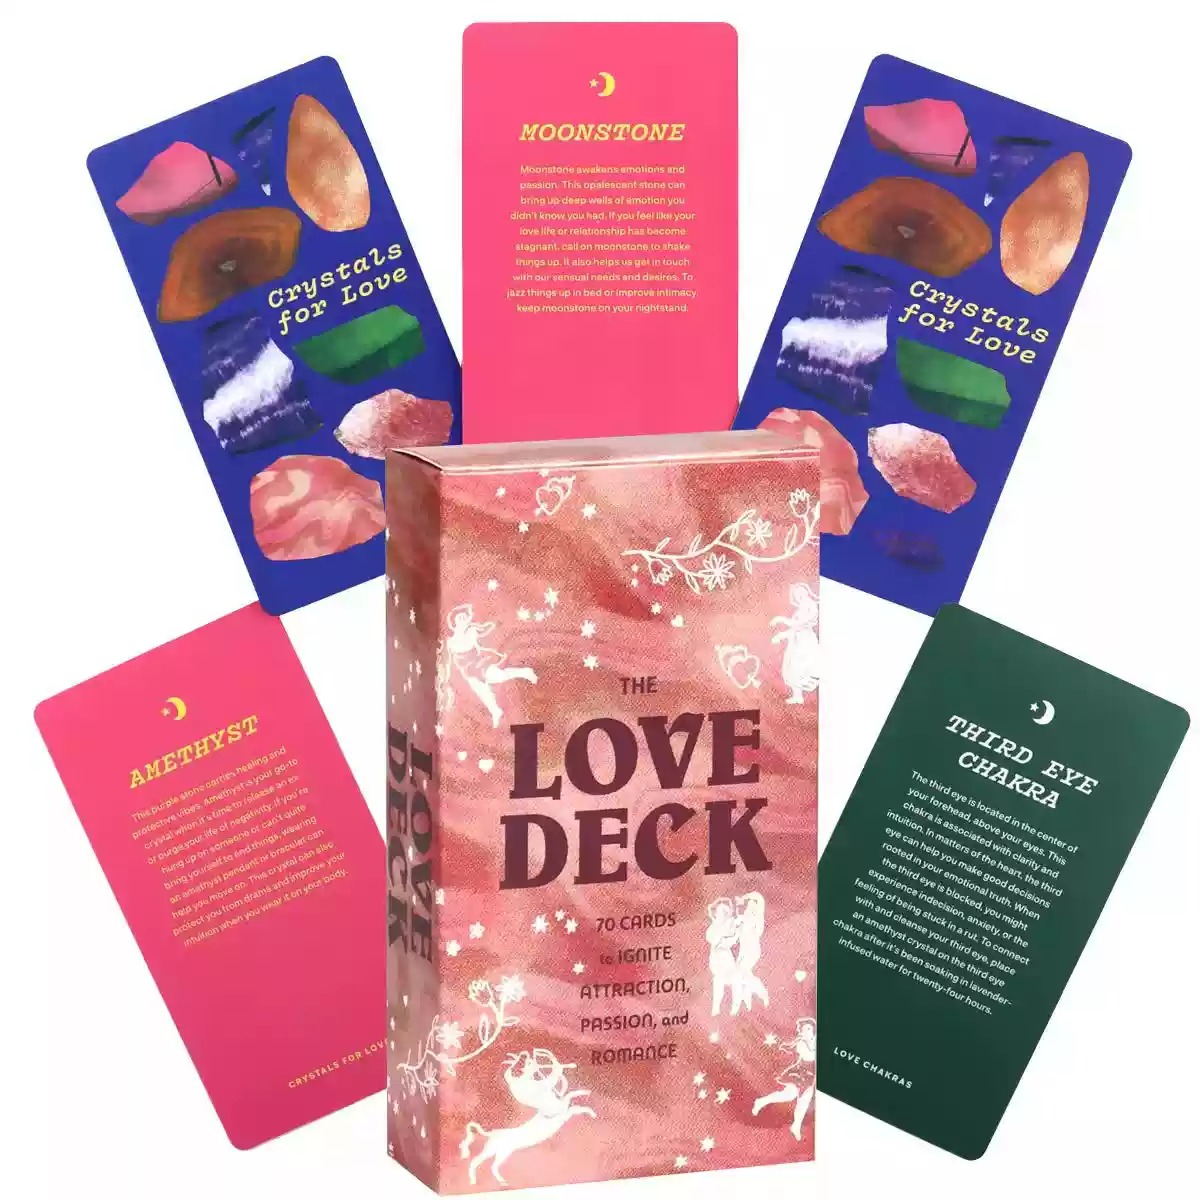 MOONSTONE
Moonstone awakens emotions and
passion. This opalescent stone can
bring up deep wells of emotion you
didn't know you had. If you feel like your
love life or relationship has become
stagnant, call on moonstone to shake
things up. It also helps us get in touch
with our sensual needs and desires. To
jazz things up in bed or improve intimacy
keep moonstone on your nightstand.
Crystals
for Love
Crystals
for Love
AMETHYST
This purple stone carries healing and
protective vibes. Amethyst is your go-to
crystal when it's time to release an ex
or purge your life of negativity. If you're
hung up on someone or can't quite
bring yourself to end things, wearing
an amethyst pendant or bracelet can
help you move on. This crystal can also
protect you from drama and improve your
intuition when you wear it on your body.
CRYSTALS FOR LOVE
THE
LOVE
DECK
70 CARDS
to IGNITE
ATTRACTION,
PASSION, and
ROMANCE
LOVE
DECK
THIRD EYE
CHAKRA
The third eye is located in the center of
your forehead, above your eyes. This
chakra is associated with clarity and
intuition. In matters of the heart, the third
eye can help you make good decisions
rooted in your emotional truth. When
the third eye is blocked, you might
experience indecision, anxiety, or the
feeling of being stuck in a rut. To connect
with and cleanse your third eye, place
an amethyst crystal on the third eye
chakra after it's been soaking in lavender-
infused water for twenty-four hours.
LOVE CHAKRAS